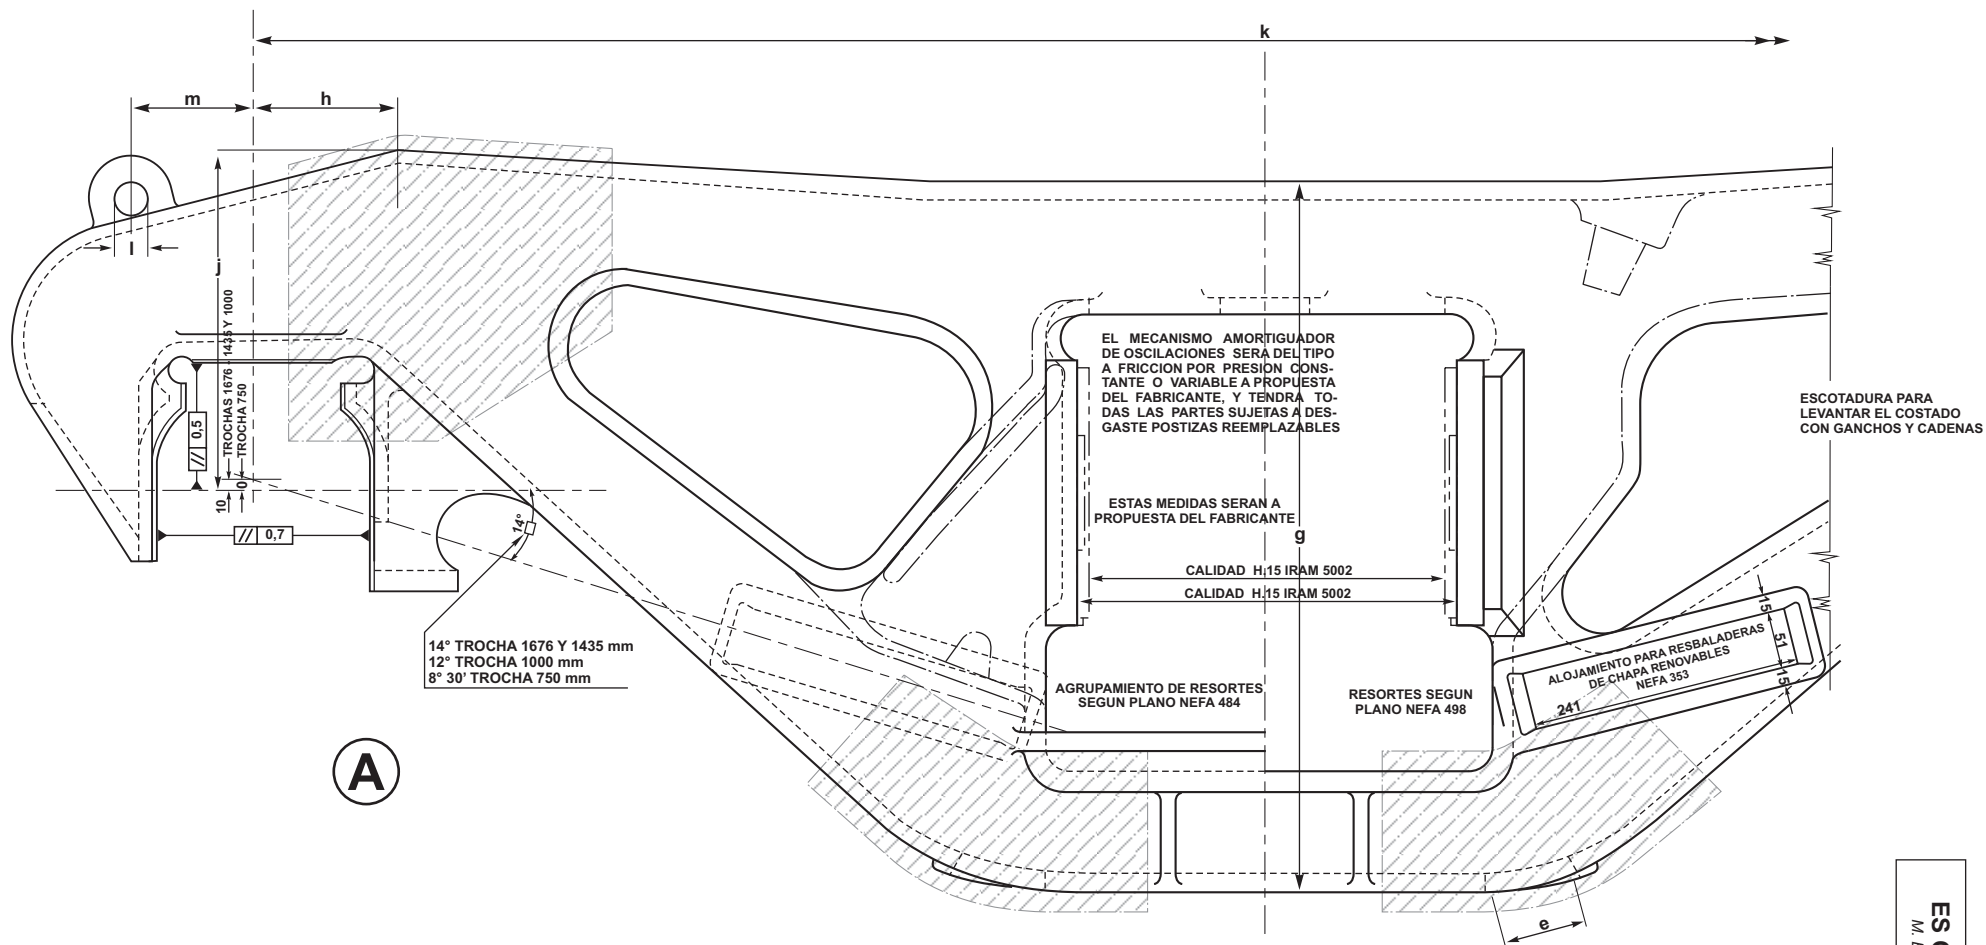 k
m
h
l
j
TROCHAS 1676 - 1435 Y 1000
TROCHA 750
// 0,5
10
0
// 0,7
14°
14° TROCHA 1676 Y 1435 mm
12° TROCHA 1000 mm
8° 30' TROCHA 750 mm
A
EL MECANISMO AMORTIGUADOR
DE OSCILACIONES SERA DEL TIPO
A FRICCION POR PRESION CONS-
TANTE O VARIABLE A PROPUESTA
DEL FABRICANTE, Y TENDRA TO-
DAS LAS PARTES SUJETAS A DES-
GASTE POSTIZAS REEMPLAZABLES
ESTAS MEDIDAS SERAN A
PROPUESTA DEL FABRICANTE
g
CALIDAD H.15 IRAM 5002
CALIDAD H.15 IRAM 5002
AGRUPAMIENTO DE RESORTES
SEGUN PLANO NEFA 484
RESORTES SEGUN
PLANO NEFA 498
ESCOTADURA PARA
LEVANTAR EL COSTADO
CON GANCHOS Y CADENAS
ALOJAMIENTO PARA RESBALADERAS
DE CHAPA RENOVABLES
NEFA 353
241
15
51
15
e
ES